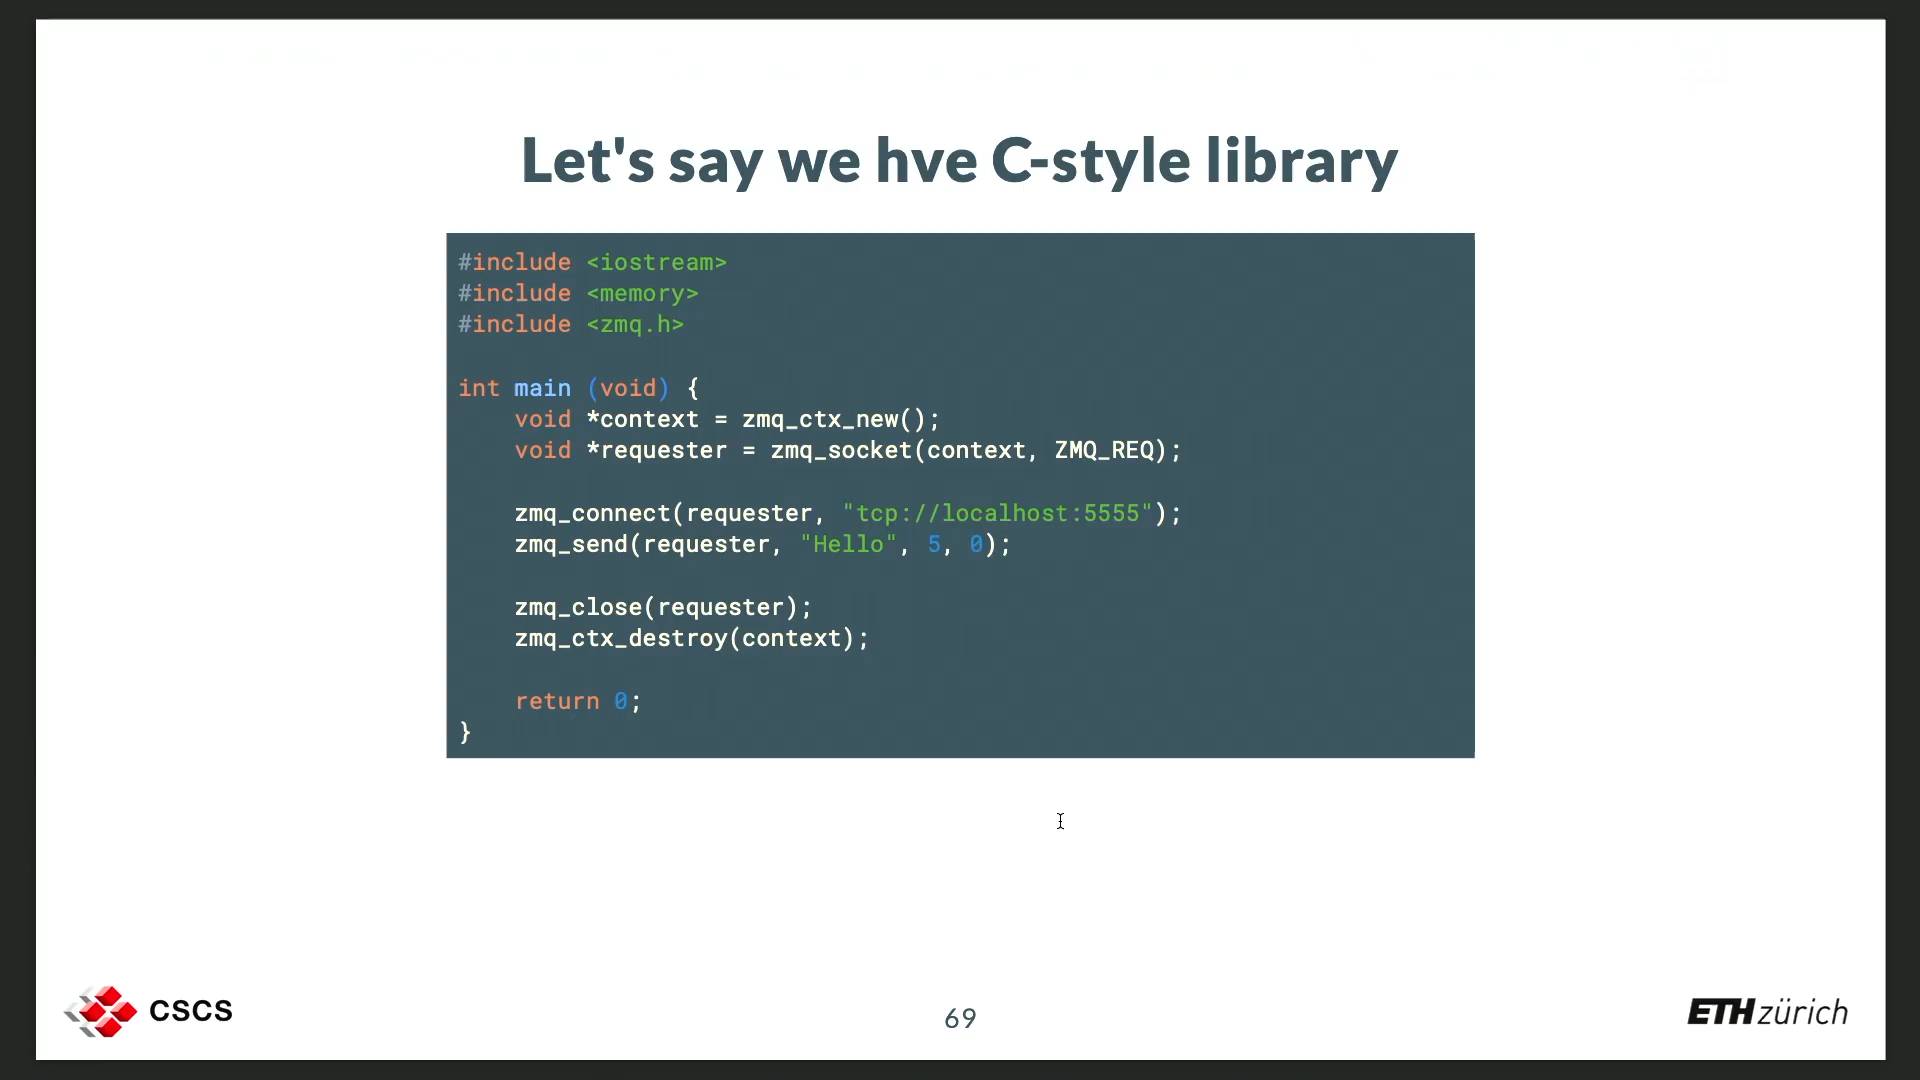 Let's say we hve C-style library
#include <iostream>
#include <memory>
#include <zmq.h>
int main (void) {
    void *context = zmq_ctx_new();
    void *requester = zmq_socket(context, ZMQ_REQ);
    zmq_connect(requester, "tcp://localhost:5555");
    zmq_send(requester, "Hello", 5, 0);
    zmq_close(requester);
    zmq_ctx_destroy(context);
    return 0;
}
CSCS
69
ETH zürich